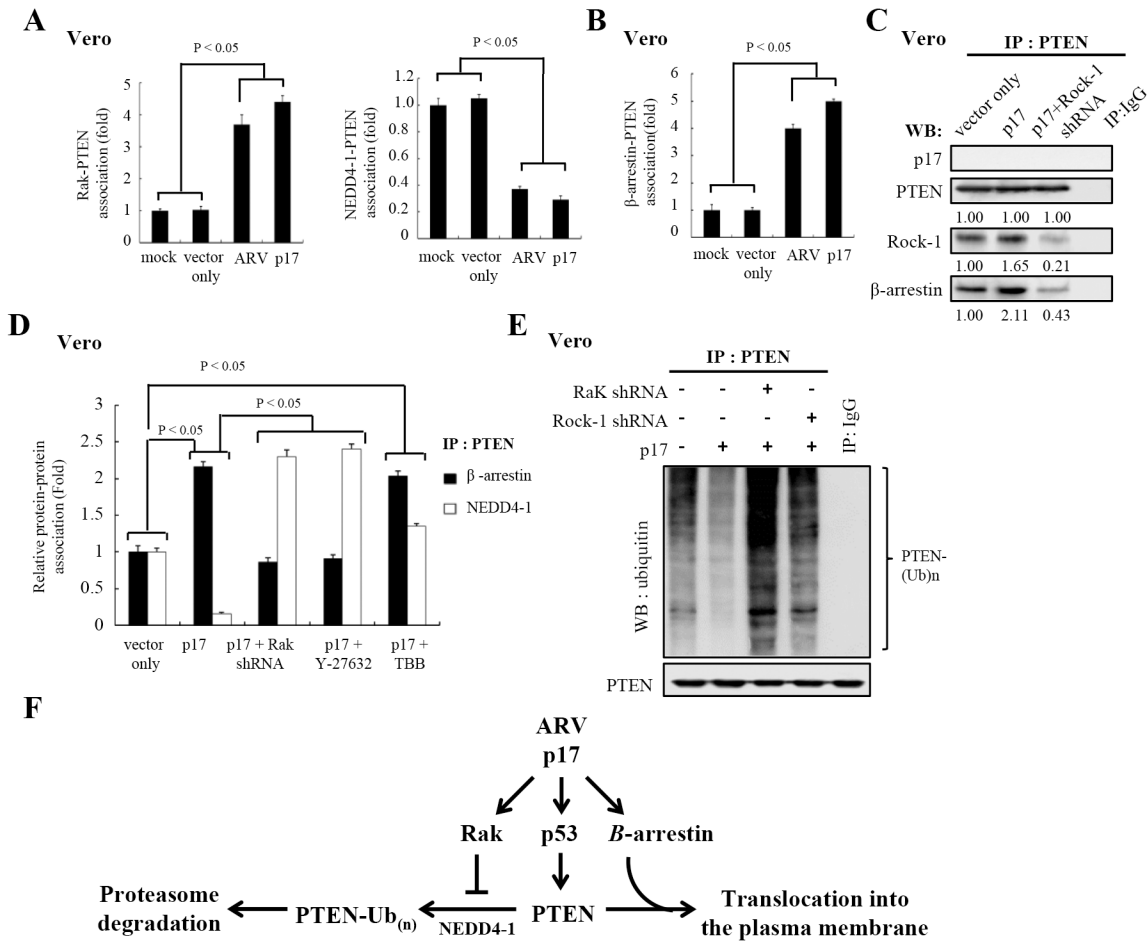 A
Vero
P < 0.05
Rak-PTEN
association (fold)
5
4
3
2
1
0
mock
vector
only
ARV
p17
P < 0.05
NEDD4-1-PTEN
association (fold)
1.2
1.0
0.8
0.6
0.4
0.2
0
mock
vector
only
ARV
p17
B
P < 0.05
β-arrestin-PTEN
association(fold)
6
5
4
3
2
1
0
mock
vector
only
ARV
p17
C
Vero
IP : PTEN
vector only
p17
p17+Rock-1
shRNA
IP:IgG
WB:
p17
PTEN
1.00 1.00 1.00
Rock-1
1.00 1.65 0.21
β-arrestin
1.00 2.11 0.43
D
Vero
P < 0.05
P < 0.05
P < 0.05
Relative protein-protein
association (Fold)
3
2.5
2
1.5
1
0.5
0
vector
only
p17
p17 + Rak
shRNA
p17 +
Y-27632
p17 +
TBB
IP : PTEN
β-arrestin
NEDD4-1
E
Vero
IP : PTEN
RaK shRNA - - + -
Rock-1 shRNA - - - +
p17 - + + +
IP: IgG
WB : ubiquitin
PTEN-
(Ub)n
PTEN
F
ARV
p17
Rak
p53
B-arrestin
Proteasome
degradation
PTEN-Ub(n)
NEDD4-1
PTEN
Translocation into
the plasma membrane